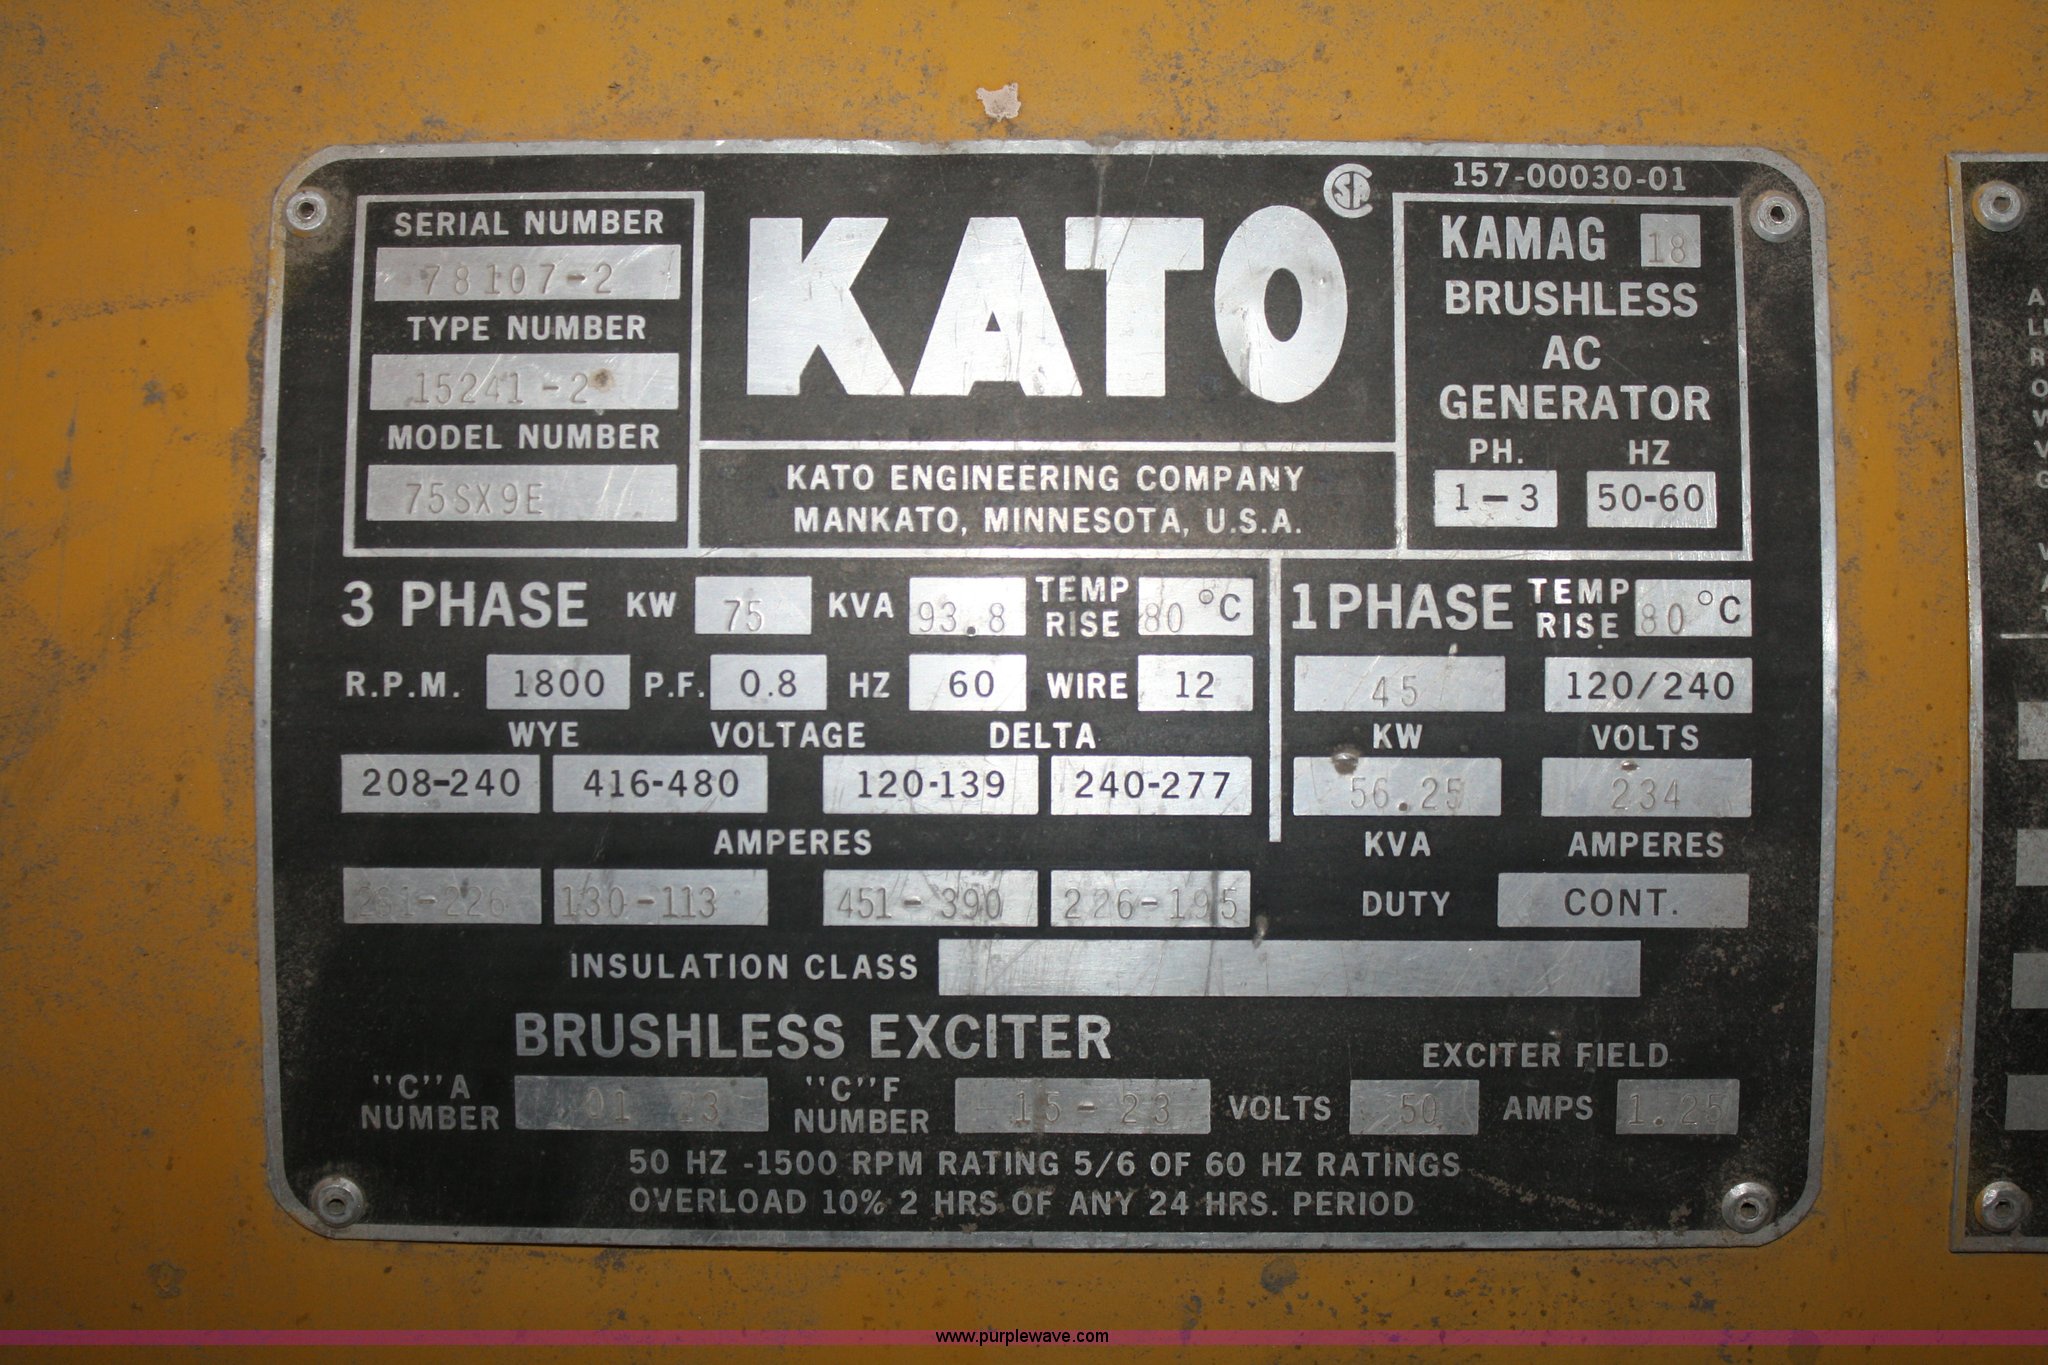 157-00030-01
SERIAL NUMBER
78107-2
TYPE NUMBER
15241-2
MODEL NUMBER
75SX9E
KATO
KATO ENGINEERING COMPANY
MANKATO, MINNESOTA, U.S.A.
KAMAG 18
BRUSHLESS
AC
GENERATOR
PH. HZ
1-3 50-60
3 PHASE KW 75 KVA 93.8 TEMP RISE 80 °C
R.P.M. 1800 P.F. 0.8 HZ 60 WIRE 12
WYE VOLTAGE DELTA
208-240 416-480 120-139 240-277
AMPERES
261-226 130-113 451-390 226-195
1 PHASE TEMP RISE 80 °C
45 120/240
KW VOLTS
56.25 234
KVA AMPERES
DUTY CONT.
INSULATION CLASS
BRUSHLESS EXCITER
EXCITER FIELD
"C" A NUMBER 01 23 "C" F NUMBER -15-23 VOLTS 50 AMPS 1.25
50 HZ -1500 RPM RATING 5/6 OF 60 HZ RATINGS
OVERLOAD 10% 2 HRS OF ANY 24 HRS. PERIOD
www.purplewave.com